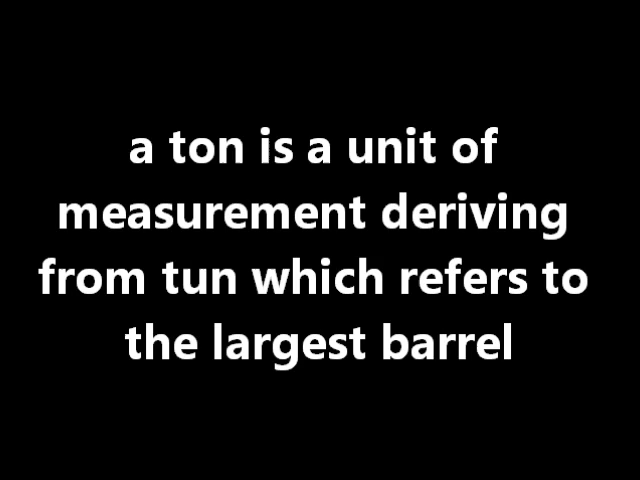 a ton is a unit of
measurement deriving
from tun which refers to
the largest barrel